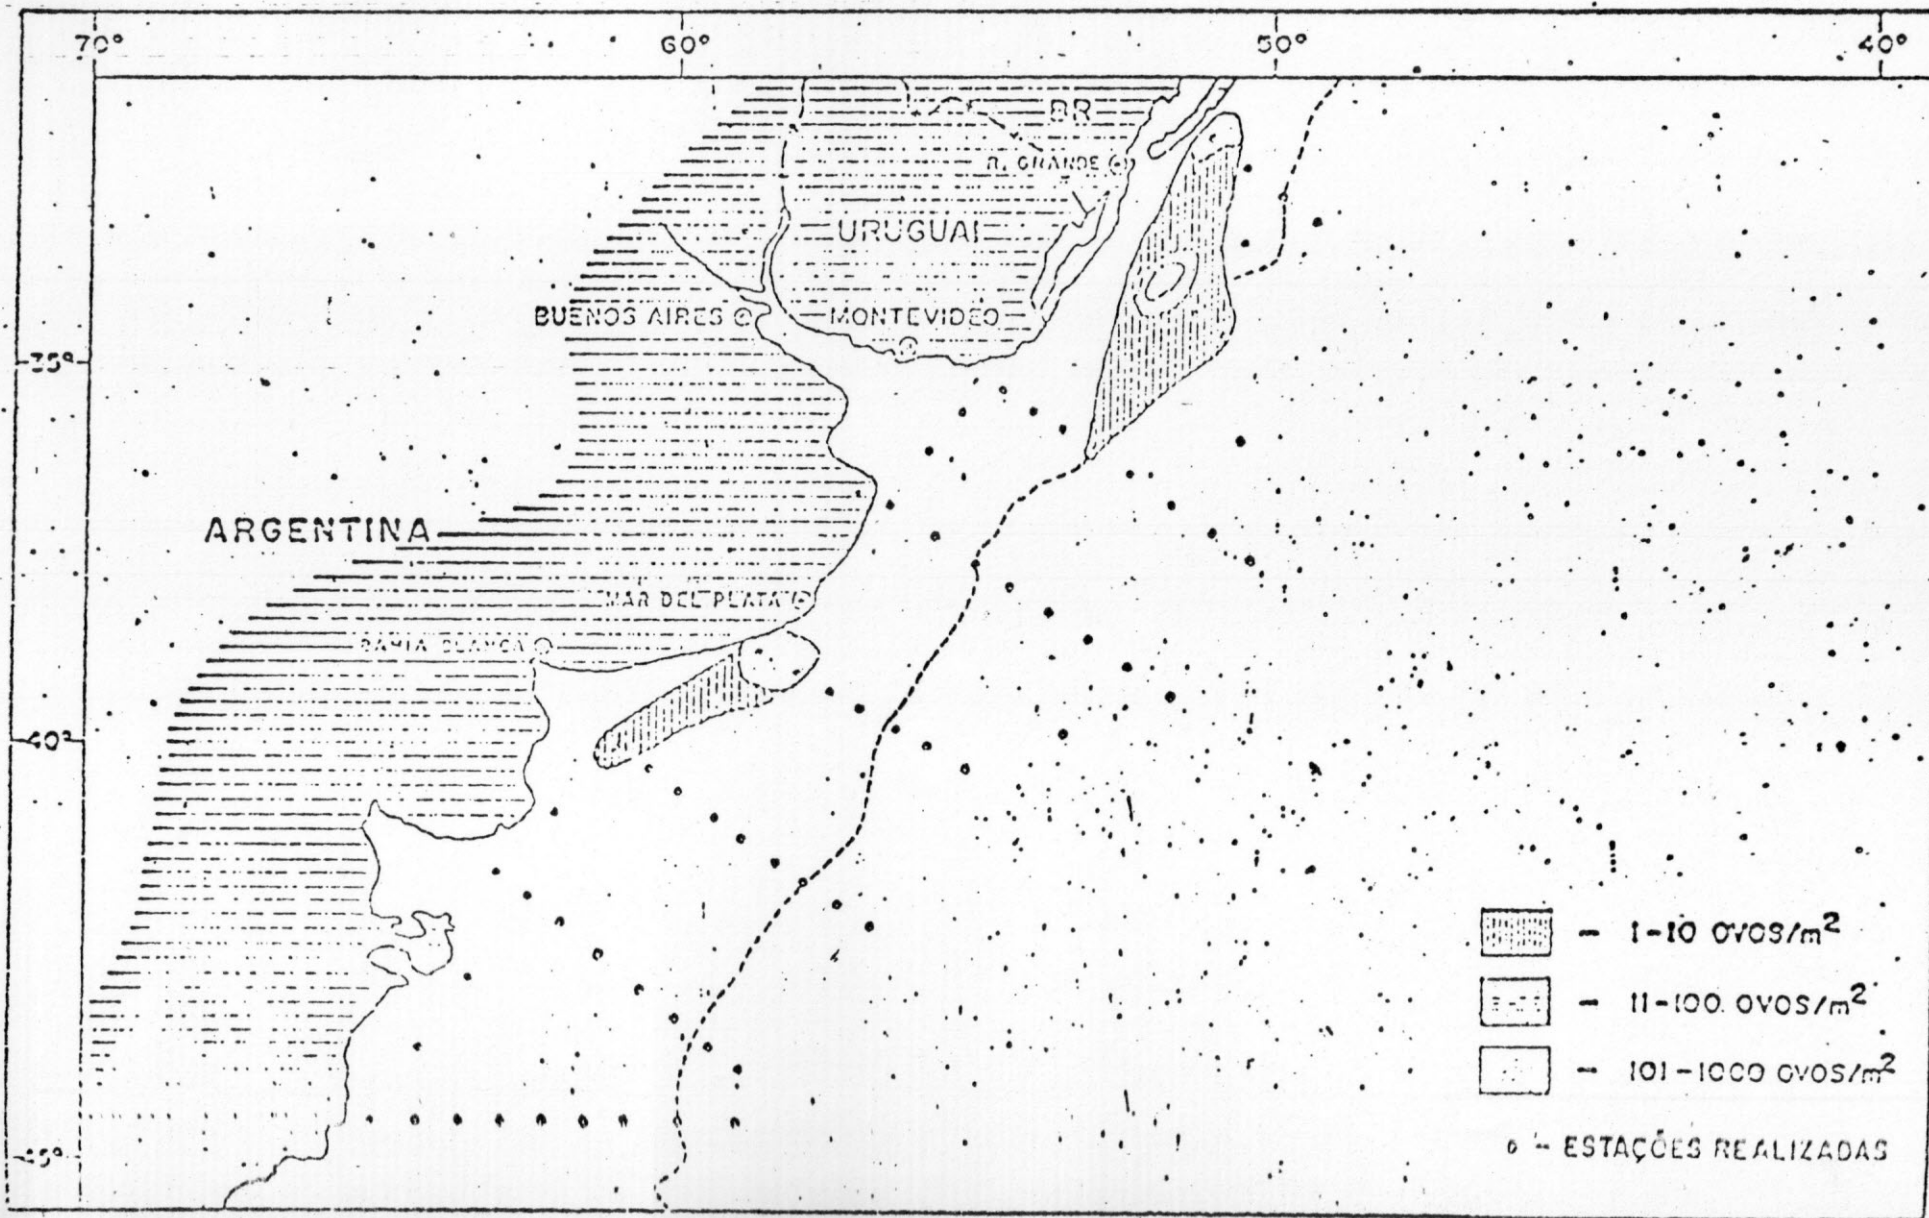 70° 60° 50° 40°
BR
R. GRANDE
URUGUAI
BUENOS AIRES
MONTEVIDEO
35°
ARGENTINA
MAR DEL PLATA
BAHIA BLANCA
40°
1-10 OVOS/m²
11-100 OVOS/m²
101-1000 OVOS/m²
45°
o - ESTAÇÕES REALIZADAS